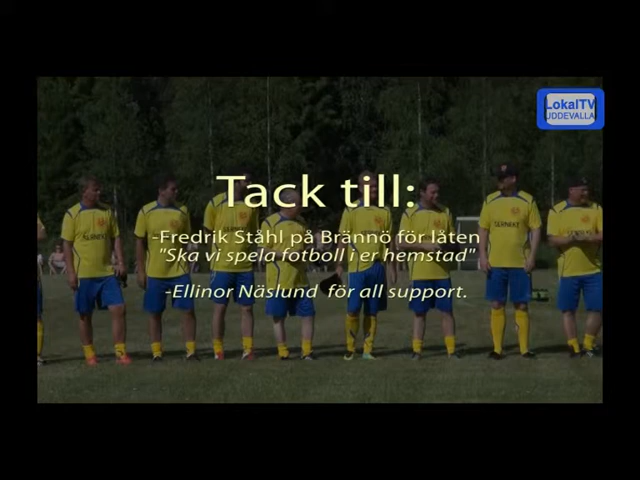 LokalTV
UDDEVALLA
Tack till:
-Fredrik Ståhl på Brännö för låten
"Ska vi spela fotboll i er hemstad"
-Ellinor Näslund för all support.